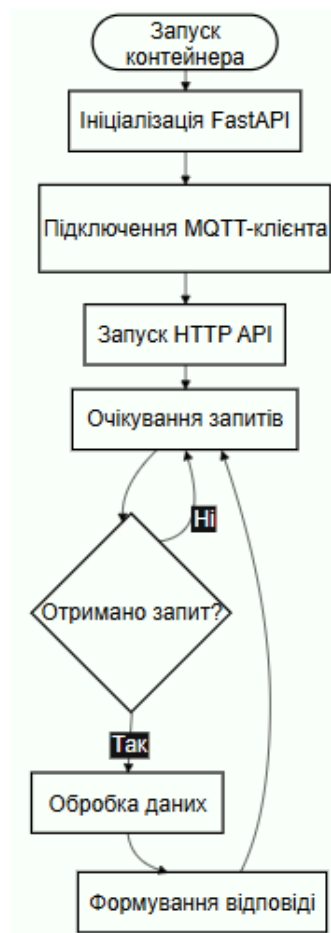 Запуск
контейнера
Ініціалізація FastAPI
Підключення MQTT-клієнта
Запуск HTTP API
Очікування запитів
Ні
Отримано запит?
Так
Обробка даних
Формування відповіді